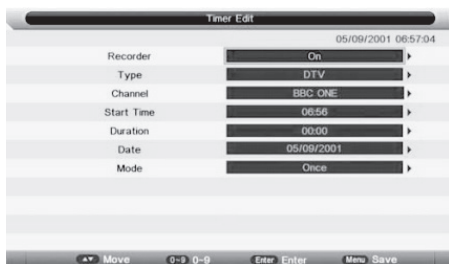 Timer Edit
05/09/2001 06:57:04
Recorder On
Type DTV
Channel BBC ONE
Start Time 06:56
Duration 00:00
Date 05/09/2001
Mode Once
Move 0~9 0~9 Enter Enter Menu Save